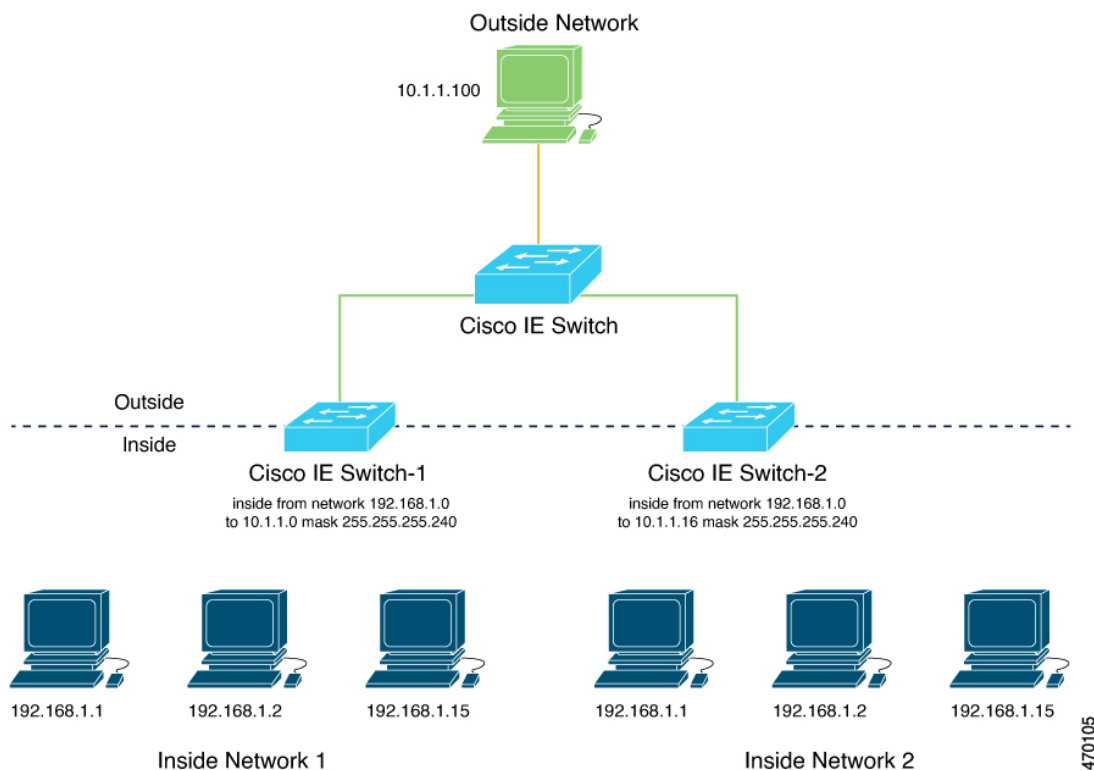 Outside Network
10.1.1.100
Cisco IE Switch
Outside
Inside
Cisco IE Switch-1
inside from network 192.168.1.0
to 10.1.1.0 mask 255.255.255.240
Cisco IE Switch-2
inside from network 192.168.1.0
to 10.1.1.16 mask 255.255.255.240
192.168.1.1
192.168.1.2
192.168.1.15
192.168.1.1
192.168.1.2
192.168.1.15
Inside Network 1
Inside Network 2
470105